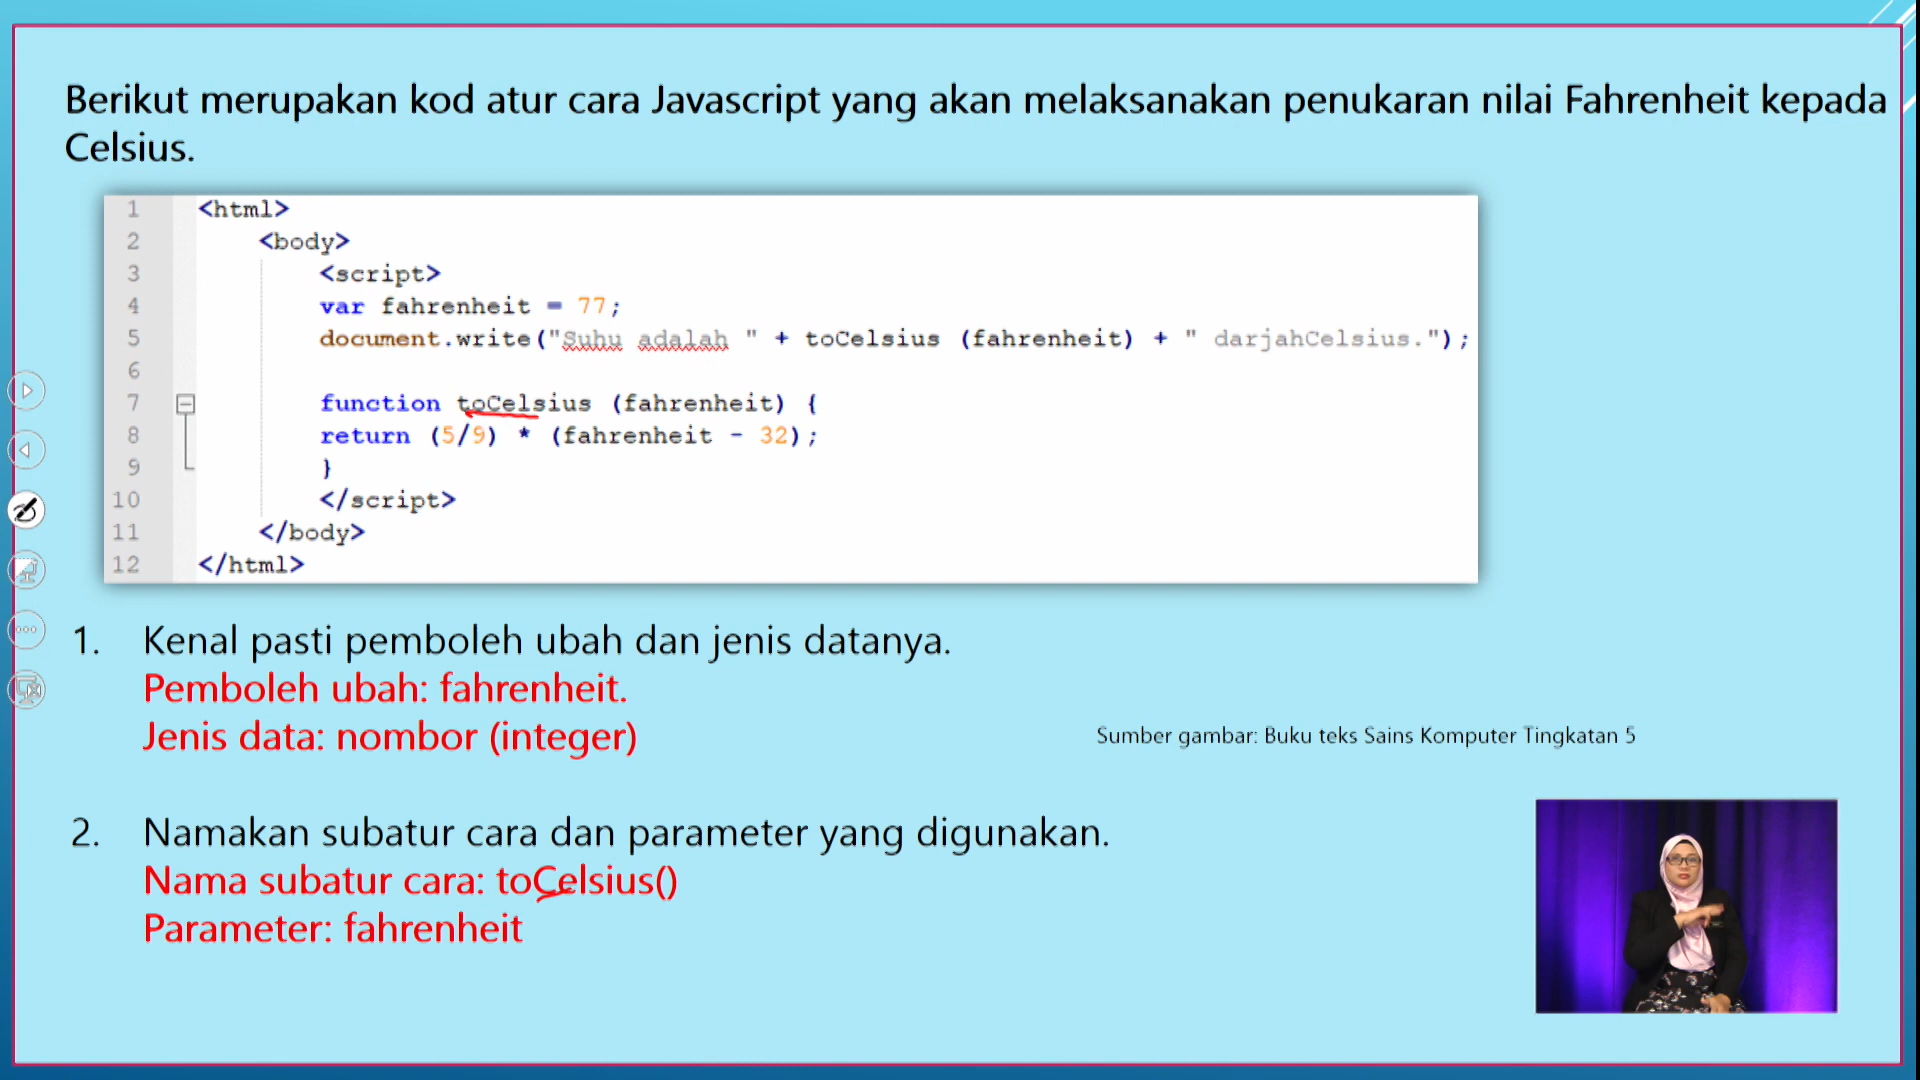 Berikut merupakan kod atur cara Javascript yang akan melaksanakan penukaran nilai Fahrenheit kepada
Celsius.
1 <html>
2 <body>
3 <script>
4 var fahrenheit = 77;
5 document.write("Suhu adalah " + toCelsius (fahrenheit) + " darjahCelsius.");
6
7 function toCelsius (fahrenheit) {
8 return (5/9) * (fahrenheit - 32);
9 }
10 </script>
11 </body>
12 </html>
1. Kenal pasti pemboleh ubah dan jenis datanya.
Pemboleh ubah: fahrenheit.
Jenis data: nombor (integer)
Sumber gambar: Buku teks Sains Komputer Tingkatan 5
2. Namakan subatur cara dan parameter yang digunakan.
Nama subatur cara: toCelsius()
Parameter: fahrenheit